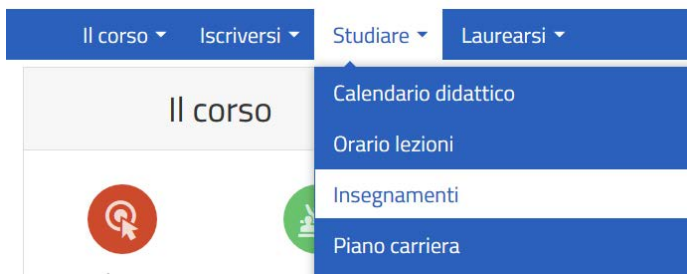 Il corso Iscriversi Studiare Laurearsi
Il corso
Calendario didattico
Orario lezioni
Insegnamenti
Piano carriera